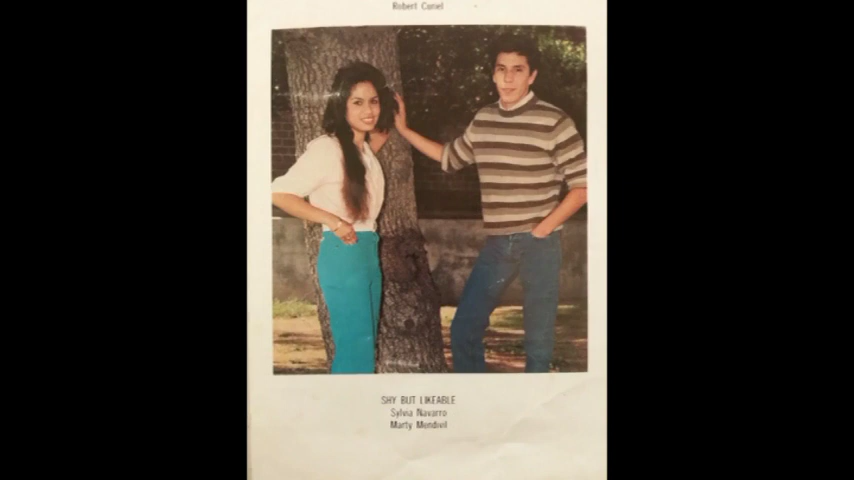 Robert Curiel
SHY BUT LIKEABLE
Sylvia Navarro
Marty Mendivil